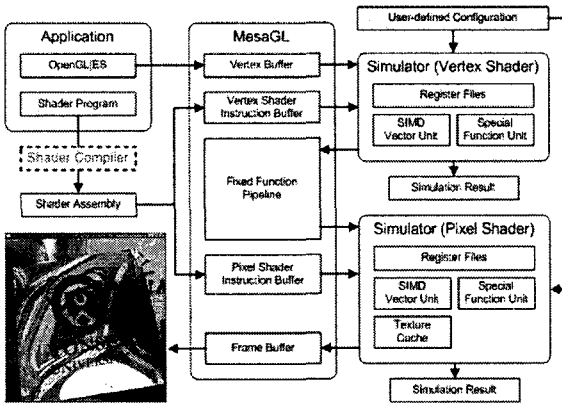 User-defined Configuration
Application
OpenGL|ES
Shader Program
Shader Compiler
Shader Assembly
MesaGL
Vertex Buffer
Vertex Shader
Instruction Buffer
Fixed Function
Pipeline
Pixel Shader
Instruction Buffer
Frame Buffer
Simulator (Vertex Shader)
Register Files
SIMD
Vector Unit
Special
Function Unit
Simulation Result
Simulator (Pixel Shader)
Register Files
SIMD
Vector Unit
Special
Function Unit
Texture
Cache
Simulation Result